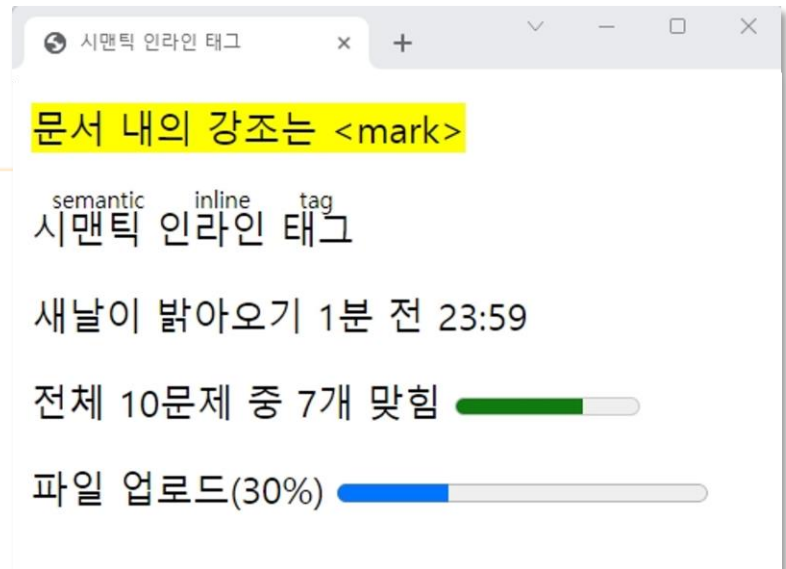 시맨틱 인라인 태그
문서 내의 강조는 <mark>
semantic inline tag
시맨틱 인라인 태그
새날이 밝아오기 1분 전 23:59
전체 10문제 중 7개 맞힘
파일 업로드(30%)